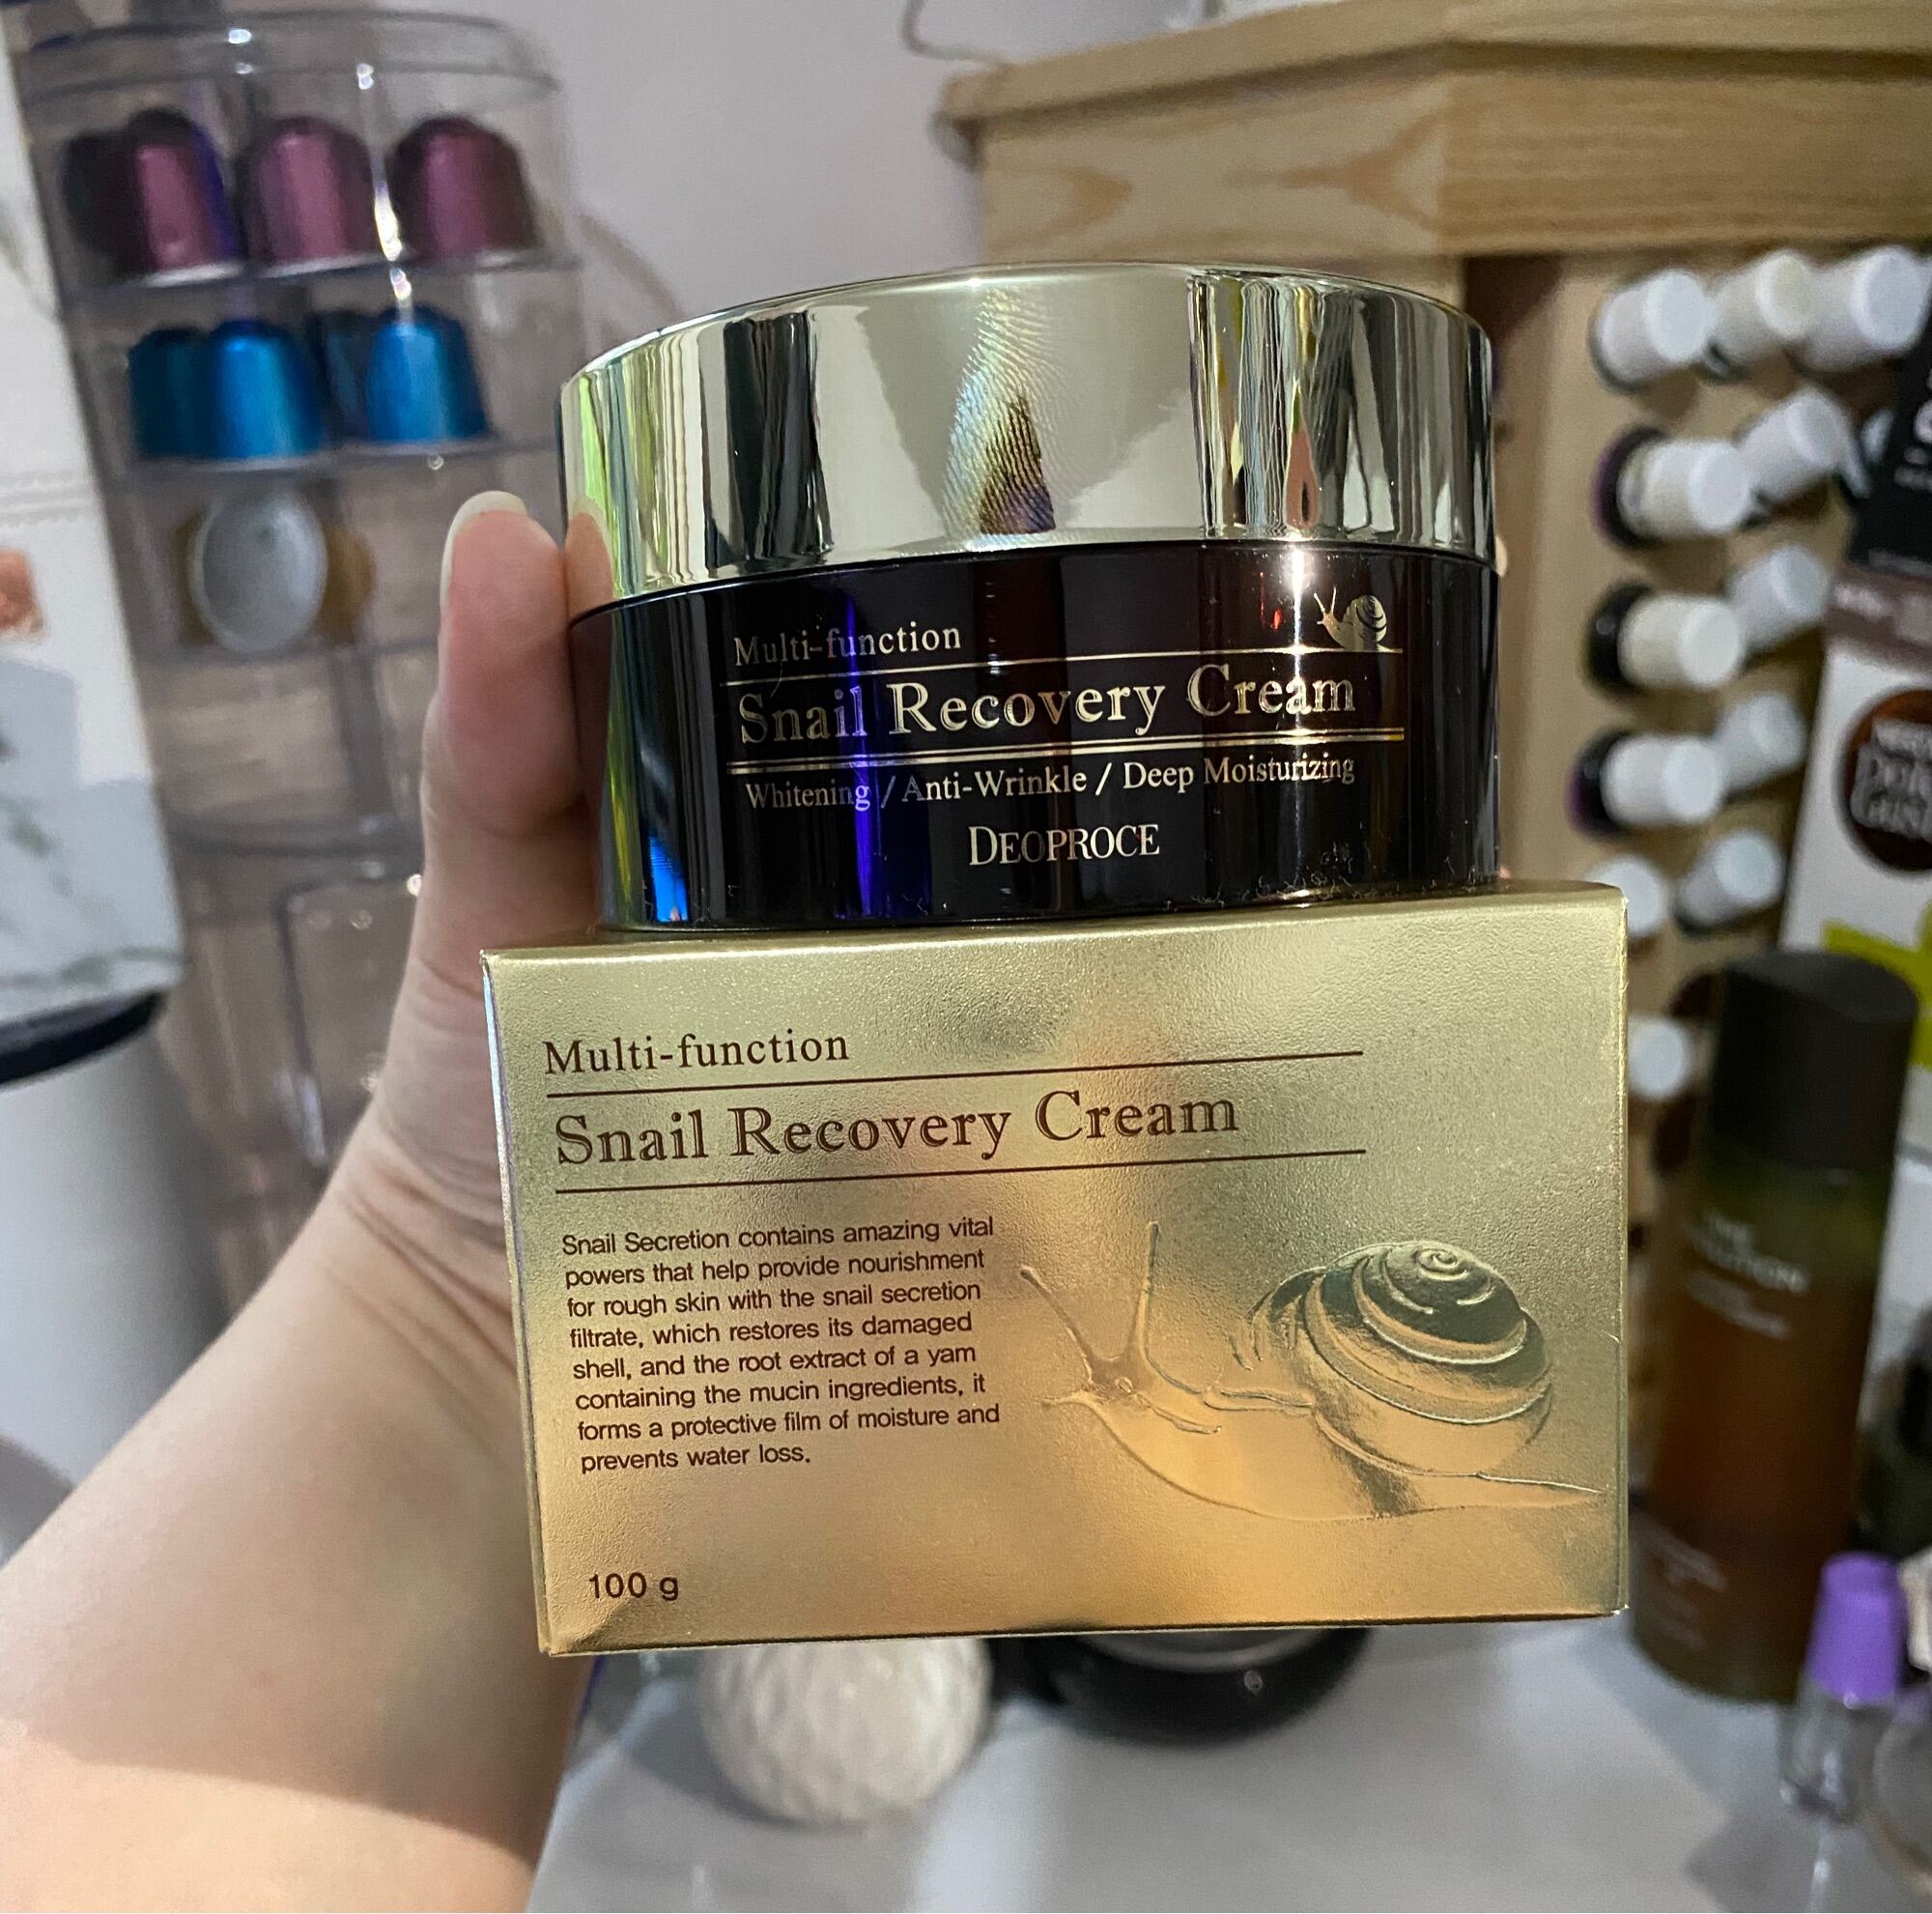 Multi-function
Snail Recovery Cream
Whitening / Anti-Wrinkle / Deep Moisturizing
DEOPROCE
Multi-function
Snail Recovery Cream
Snail Secretion contains amazing vital
powers that help provide nourishment
for rough skin with the snail secretion
filtrate, which restores its damaged
shell, and the root extract of a yam
containing the mucin ingredients, it
forms a protective film of moisture and
prevents water loss.
100 g